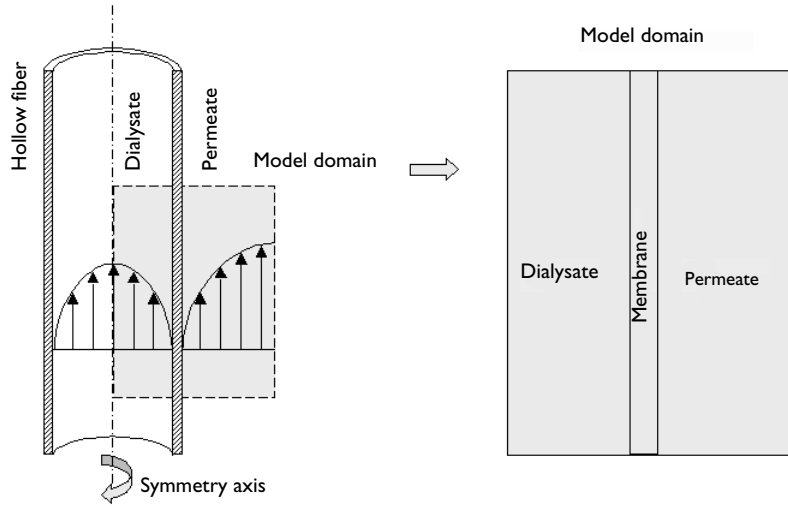 Hollow fiber
Dialysate
Permeate
Model domain
Symmetry axis
Model domain
Dialysate
Membrane
Permeate